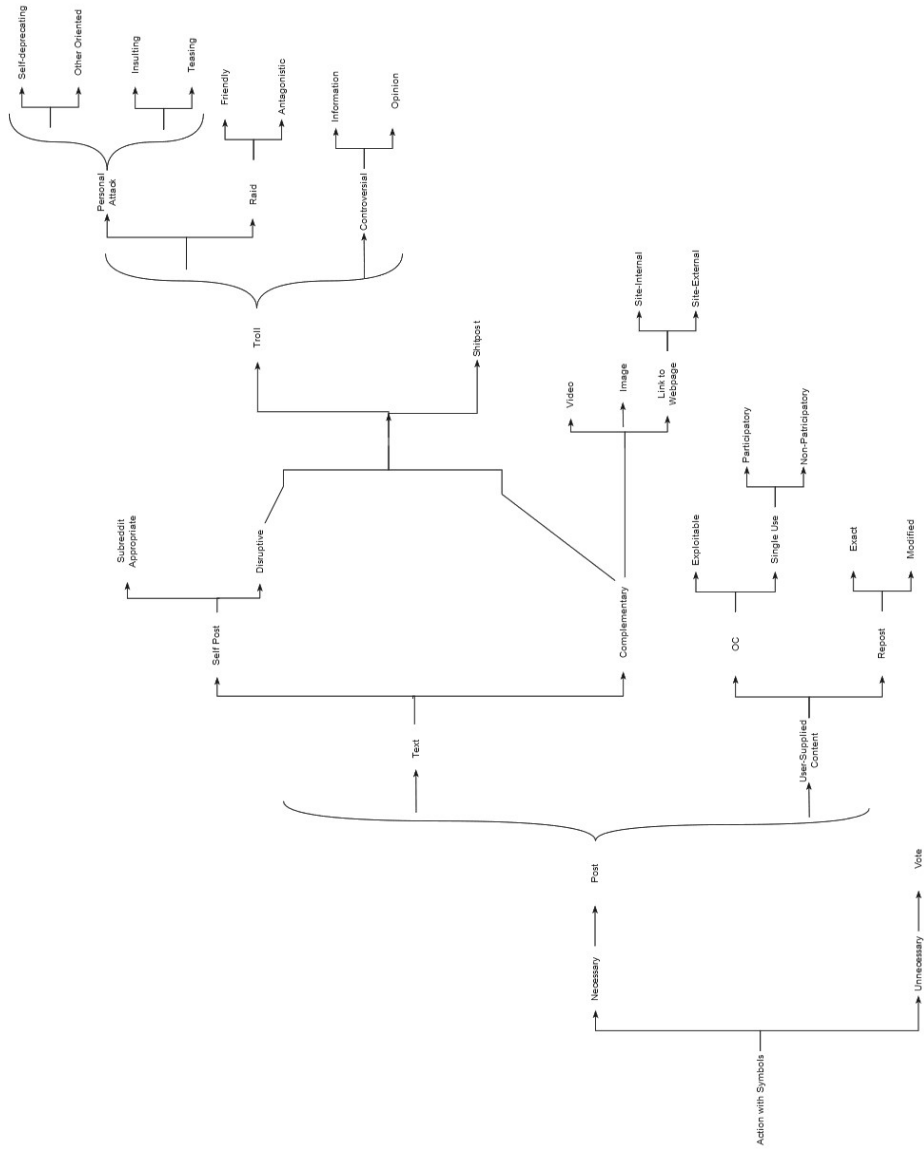 Self-deprecating
Other Oriented
Insulting
Teasing
Personal
Attack
Friendly
Antagonistic
Raid
Information
Opinion
Controversial
Troll
Shitpost
Site-Internal
Site-External
Video
Image
Link to
Webpage
Subreddit
Appropriate
Disruptive
Self Post
Complementary
Text
Participatory
Non-Patricipatory
Exploitable
Single Use
Exact
Modified
OC
Repost
User-Supplied
Content
Post
Vote
Necessary
Unnecessary
Action with Symbols